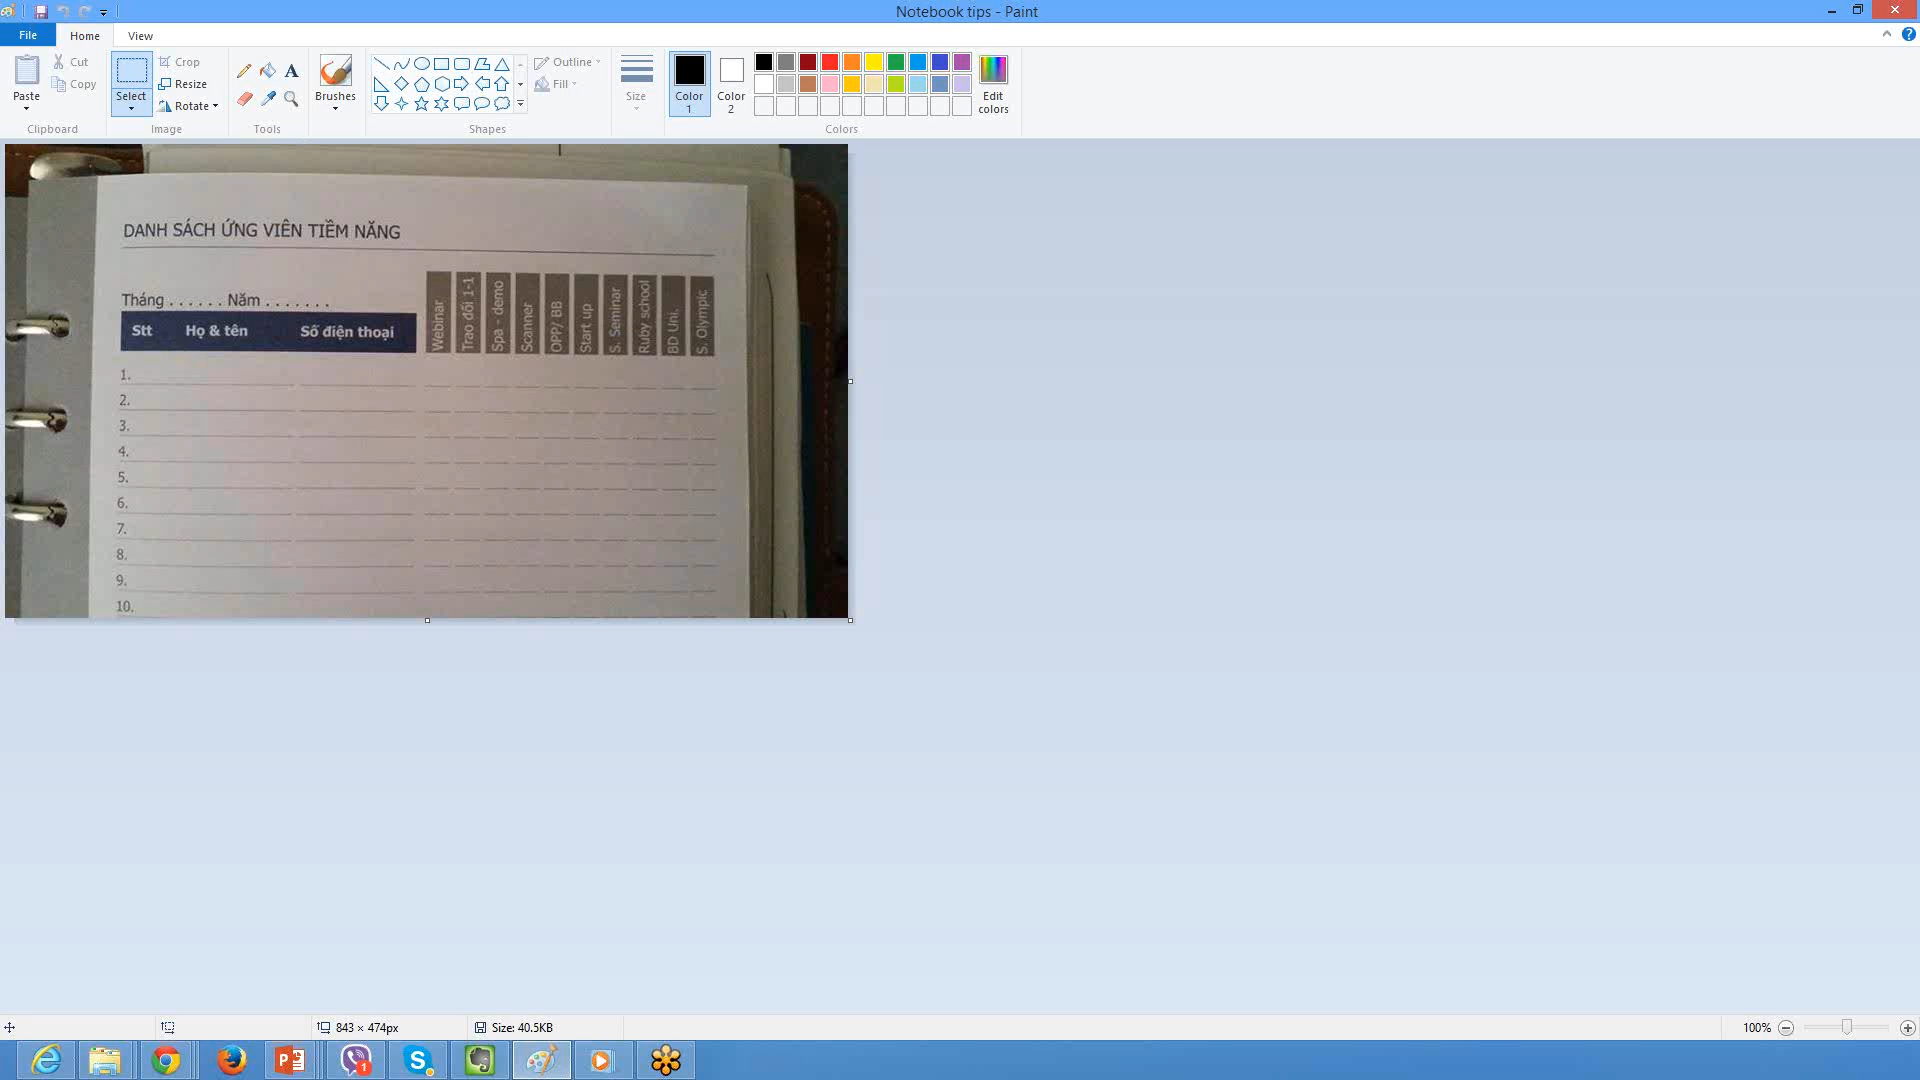 Notebook tips - Paint
File Home View
Paste
Cut
Copy
Clipboard
Select
Crop
Resize
Rotate
Image
A
Tools
Brushes
Shapes
Outline
Fill
Size
Color 1
Color 2
Colors
Edit colors
DANH SÁCH ỨNG VIÊN TIỀM NĂNG
Tháng . . . . . . Năm . . . . . . .
Stt Họ & tên Số điện thoại
Webinar
Trao đổi 1-1
Spa - demo
Scanner
OPP/ BB
Start up
S. Seminar
Ruby school
BD Uni.
S. Olympic
1.
2.
3.
4.
5.
6.
7.
8.
9.
10.
843 × 474px
Size: 40.5KB
100%
1